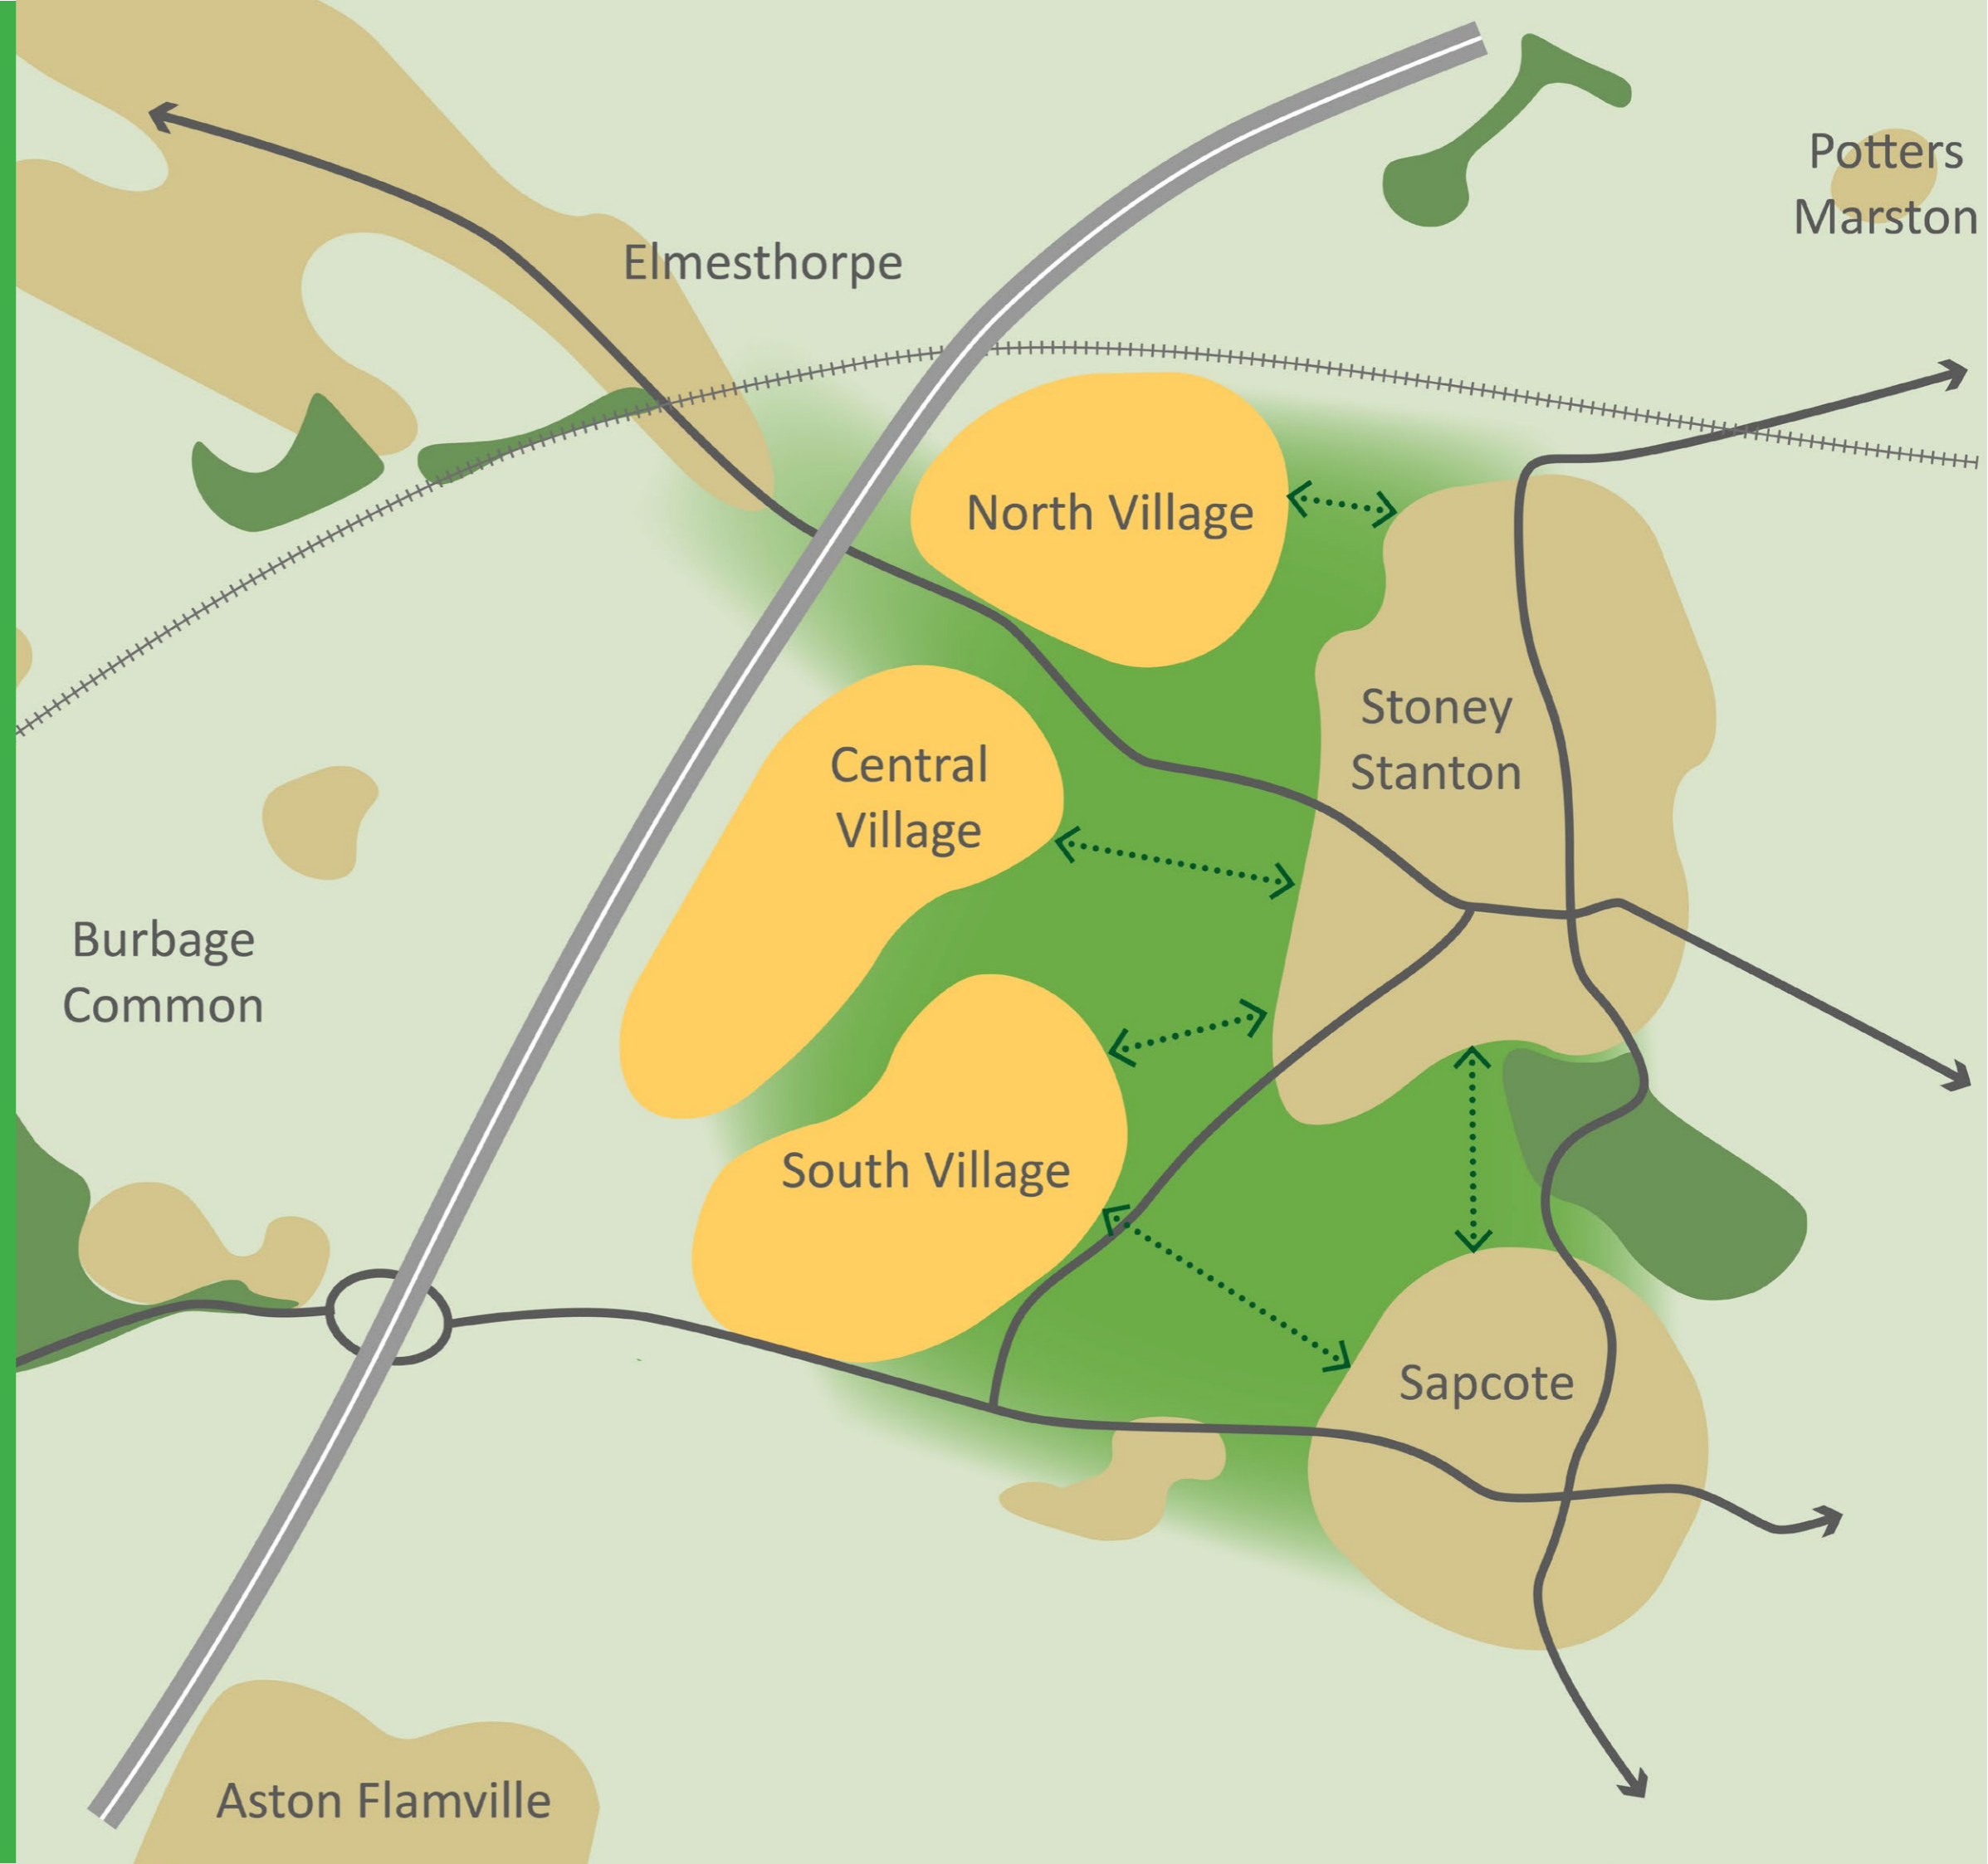 Potters
Marston
Elmesthorpe
North Village
Stoney
Stanton
Central
Village
Burbage
Common
South Village
Sapcote
Aston Flamville